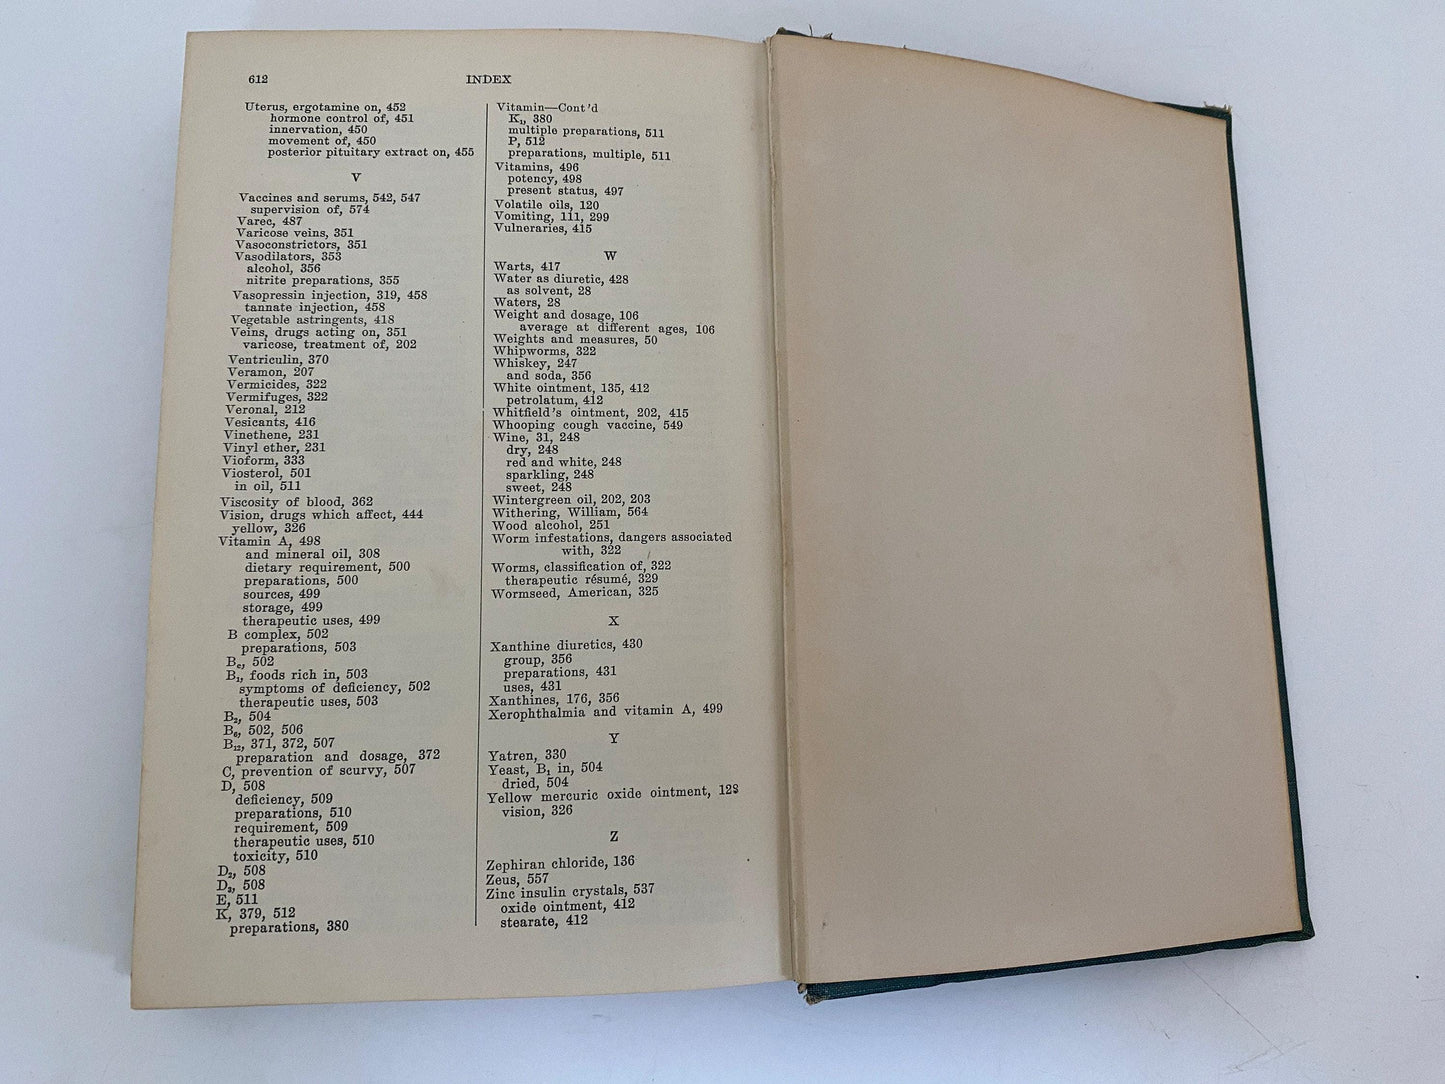 612
INDEX
Uterus, ergotamine on, 452
hormone control of, 451
innervation, 450
movement of, 450
posterior pituitary extract on, 455
V
Vaccines and serums, 542, 547
supervision of, 574
Varec, 487
Varicose veins, 351
Vasoconstrictors, 351
Vasodilators, 353
alcohol, 356
nitrite preparations, 355
Vasopressin injection, 319, 458
tannate injection, 458
Vegetable astringents, 418
Veins, drugs acting on, 351
varicose, treatment of, 202
Ventriculin, 370
Veramon, 207
Vermicides, 322
Vermifuges, 322
Veronal, 212
Vesicants, 416
Vinethene, 231
Vinyl ether, 231
Vioform, 333
Viosterol, 501
in oil, 511
Viscosity of blood, 362
Vision, drugs which affect, 444
yellow, 326
Vitamin A, 498
and mineral oil, 308
dietary requirement, 500
preparations, 500
sources, 499
storage, 499
therapeutic uses, 499
B complex, 502
preparations, 503
Bc, 502
B₁, foods rich in, 503
symptoms of deficiency, 502
therapeutic uses, 503
B₂, 504
B₆, 502, 506
B₁₂, 371, 372, 507
preparation and dosage, 372
C, prevention of scurvy, 507
D, 508
deficiency, 509
preparations, 510
requirement, 509
therapeutic uses, 510
toxicity, 510
D₂, 508
D₃, 508
E, 511
K, 379, 512
preparations, 380
Vitamin—Cont'd
K₁, 380
multiple preparations, 511
P, 512
preparations, multiple, 511
Vitamins, 496
potency, 498
present status, 497
Volatile oils, 120
Vomiting, 111, 299
Vulneraries, 415
W
Warts, 417
Water as diuretic, 428
as solvent, 28
Waters, 28
Weight and dosage, 106
average at different ages, 106
Weights and measures, 50
Whipworms, 322
Whiskey, 247
and soda, 356
White ointment, 135, 412
petrolatum, 412
Whitfield's ointment, 202, 415
Whooping cough vaccine, 549
Wine, 31, 248
dry, 248
red and white, 248
sparkling, 248
sweet, 248
Wintergreen oil, 202, 203
Withering, William, 564
Wood alcohol, 251
Worm infestations, dangers associated
with, 322
Worms, classification of, 322
therapeutic résumé, 329
Wormseed, American, 325
X
Xanthine diuretics, 430
group, 356
preparations, 431
uses, 431
Xanthines, 176, 356
Xerophthalmia and vitamin A, 499
Y
Yatren, 330
Yeast, B₁ in, 504
dried, 504
Yellow mercuric oxide ointment, 128
vision, 326
Z
Zephiran chloride, 136
Zeus, 557
Zinc insulin crystals, 537
oxide ointment, 412
stearate, 412